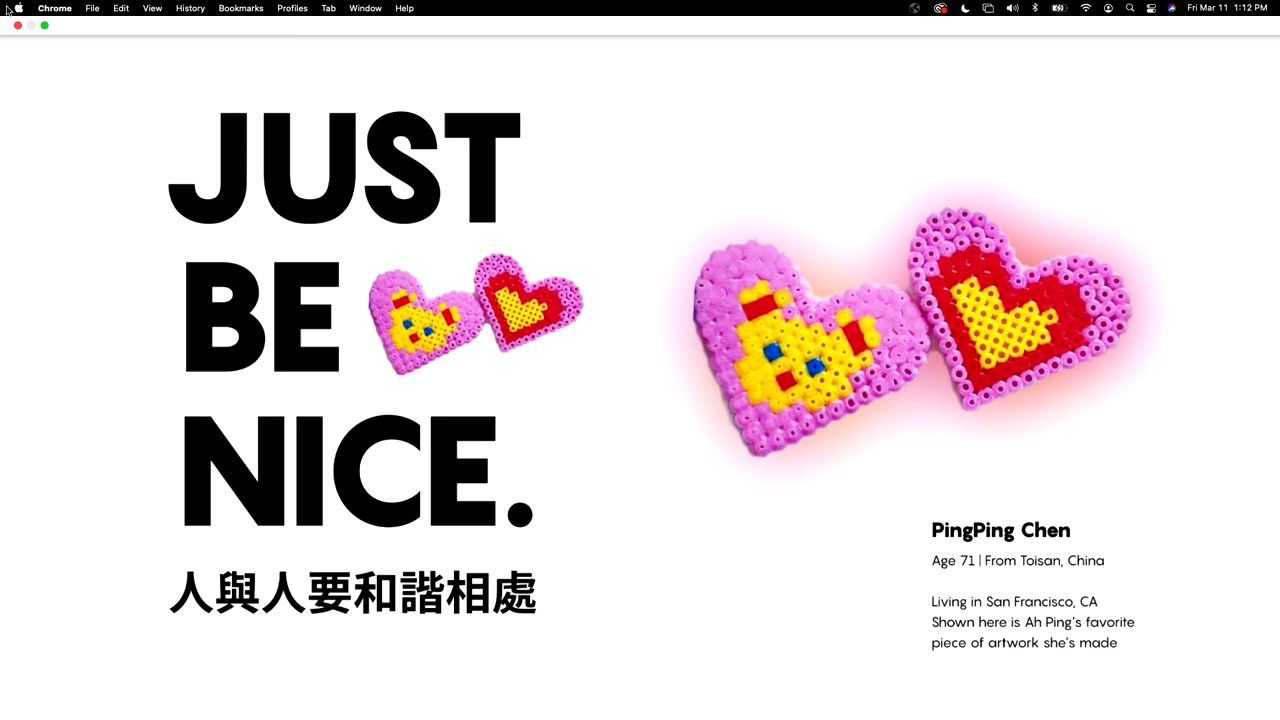 Chrome File Edit View History Bookmarks Profiles Tab Window Help Fri Mar 11 1:12 PM
JUST
BE
NICE.
人與人要和諧相處
PingPing Chen
Age 71 | From Toisan, China
Living in San Francisco, CA
Shown here is Ah Ping's favorite
piece of artwork she's made